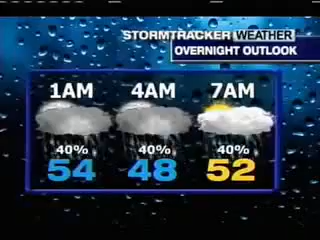 STORMTRACKER WEATHER
OVERNIGHT OUTLOOK
1AM 4AM 7AM
40% 40% 40%
54 48 52